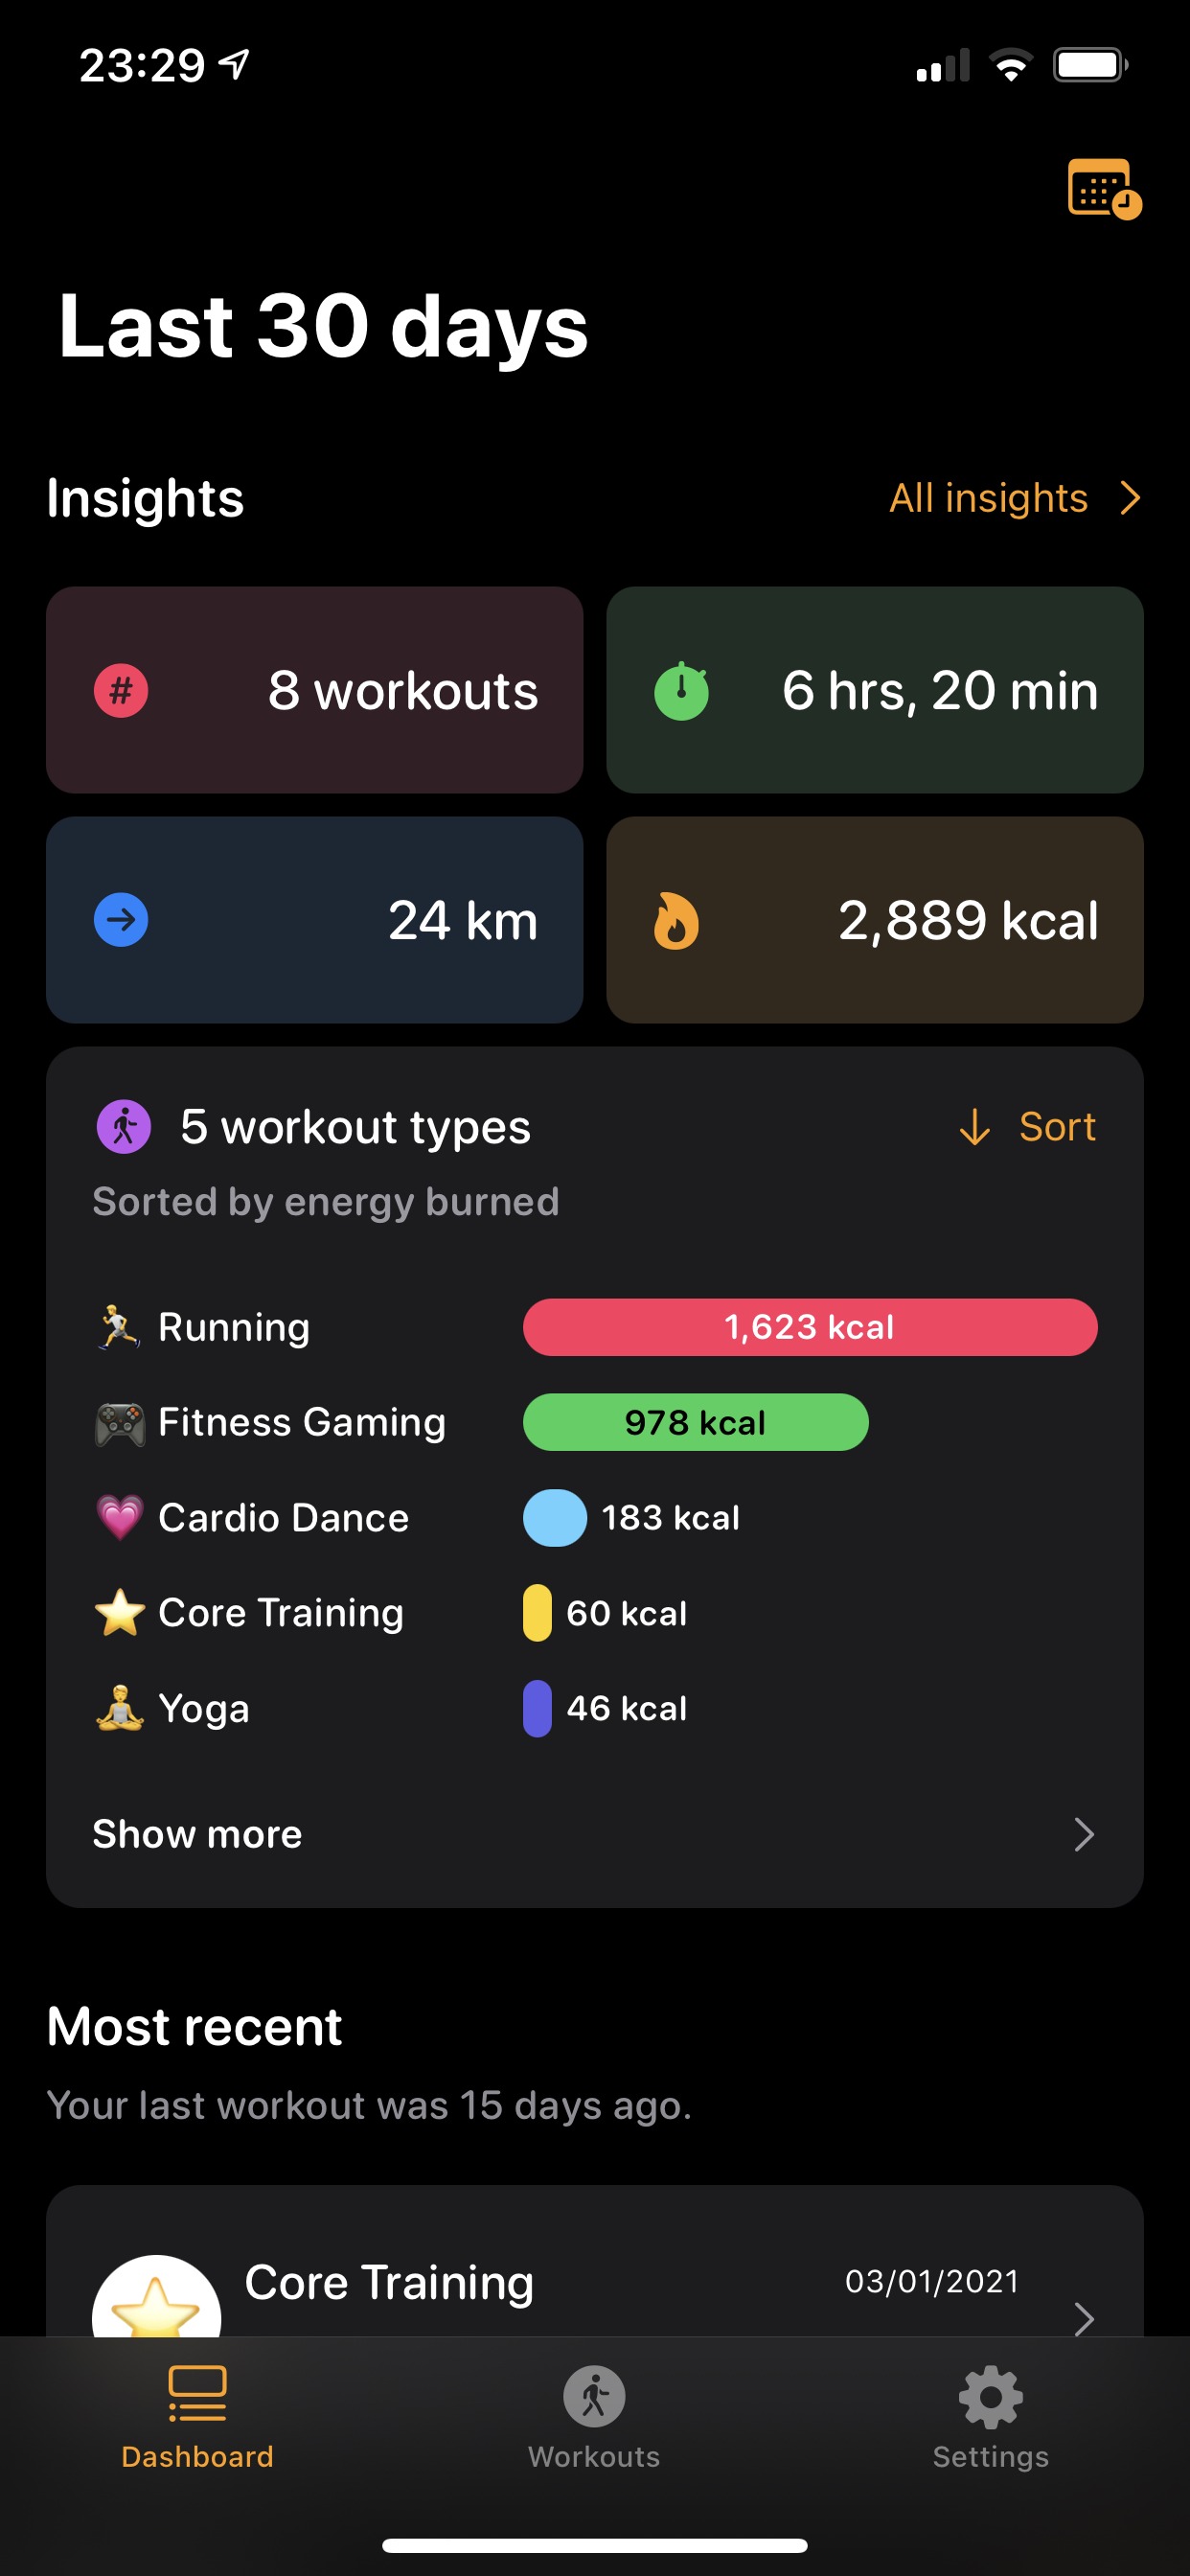 23:29
Last 30 days
Insights
All insights
# 8 workouts
6 hrs, 20 min
24 km
2,889 kcal
5 workout types
Sort
Sorted by energy burned
Running 1,623 kcal
Fitness Gaming 978 kcal
Cardio Dance 183 kcal
Core Training 60 kcal
Yoga 46 kcal
Show more
Most recent
Your last workout was 15 days ago.
Core Training 03/01/2021
Dashboard Workouts Settings